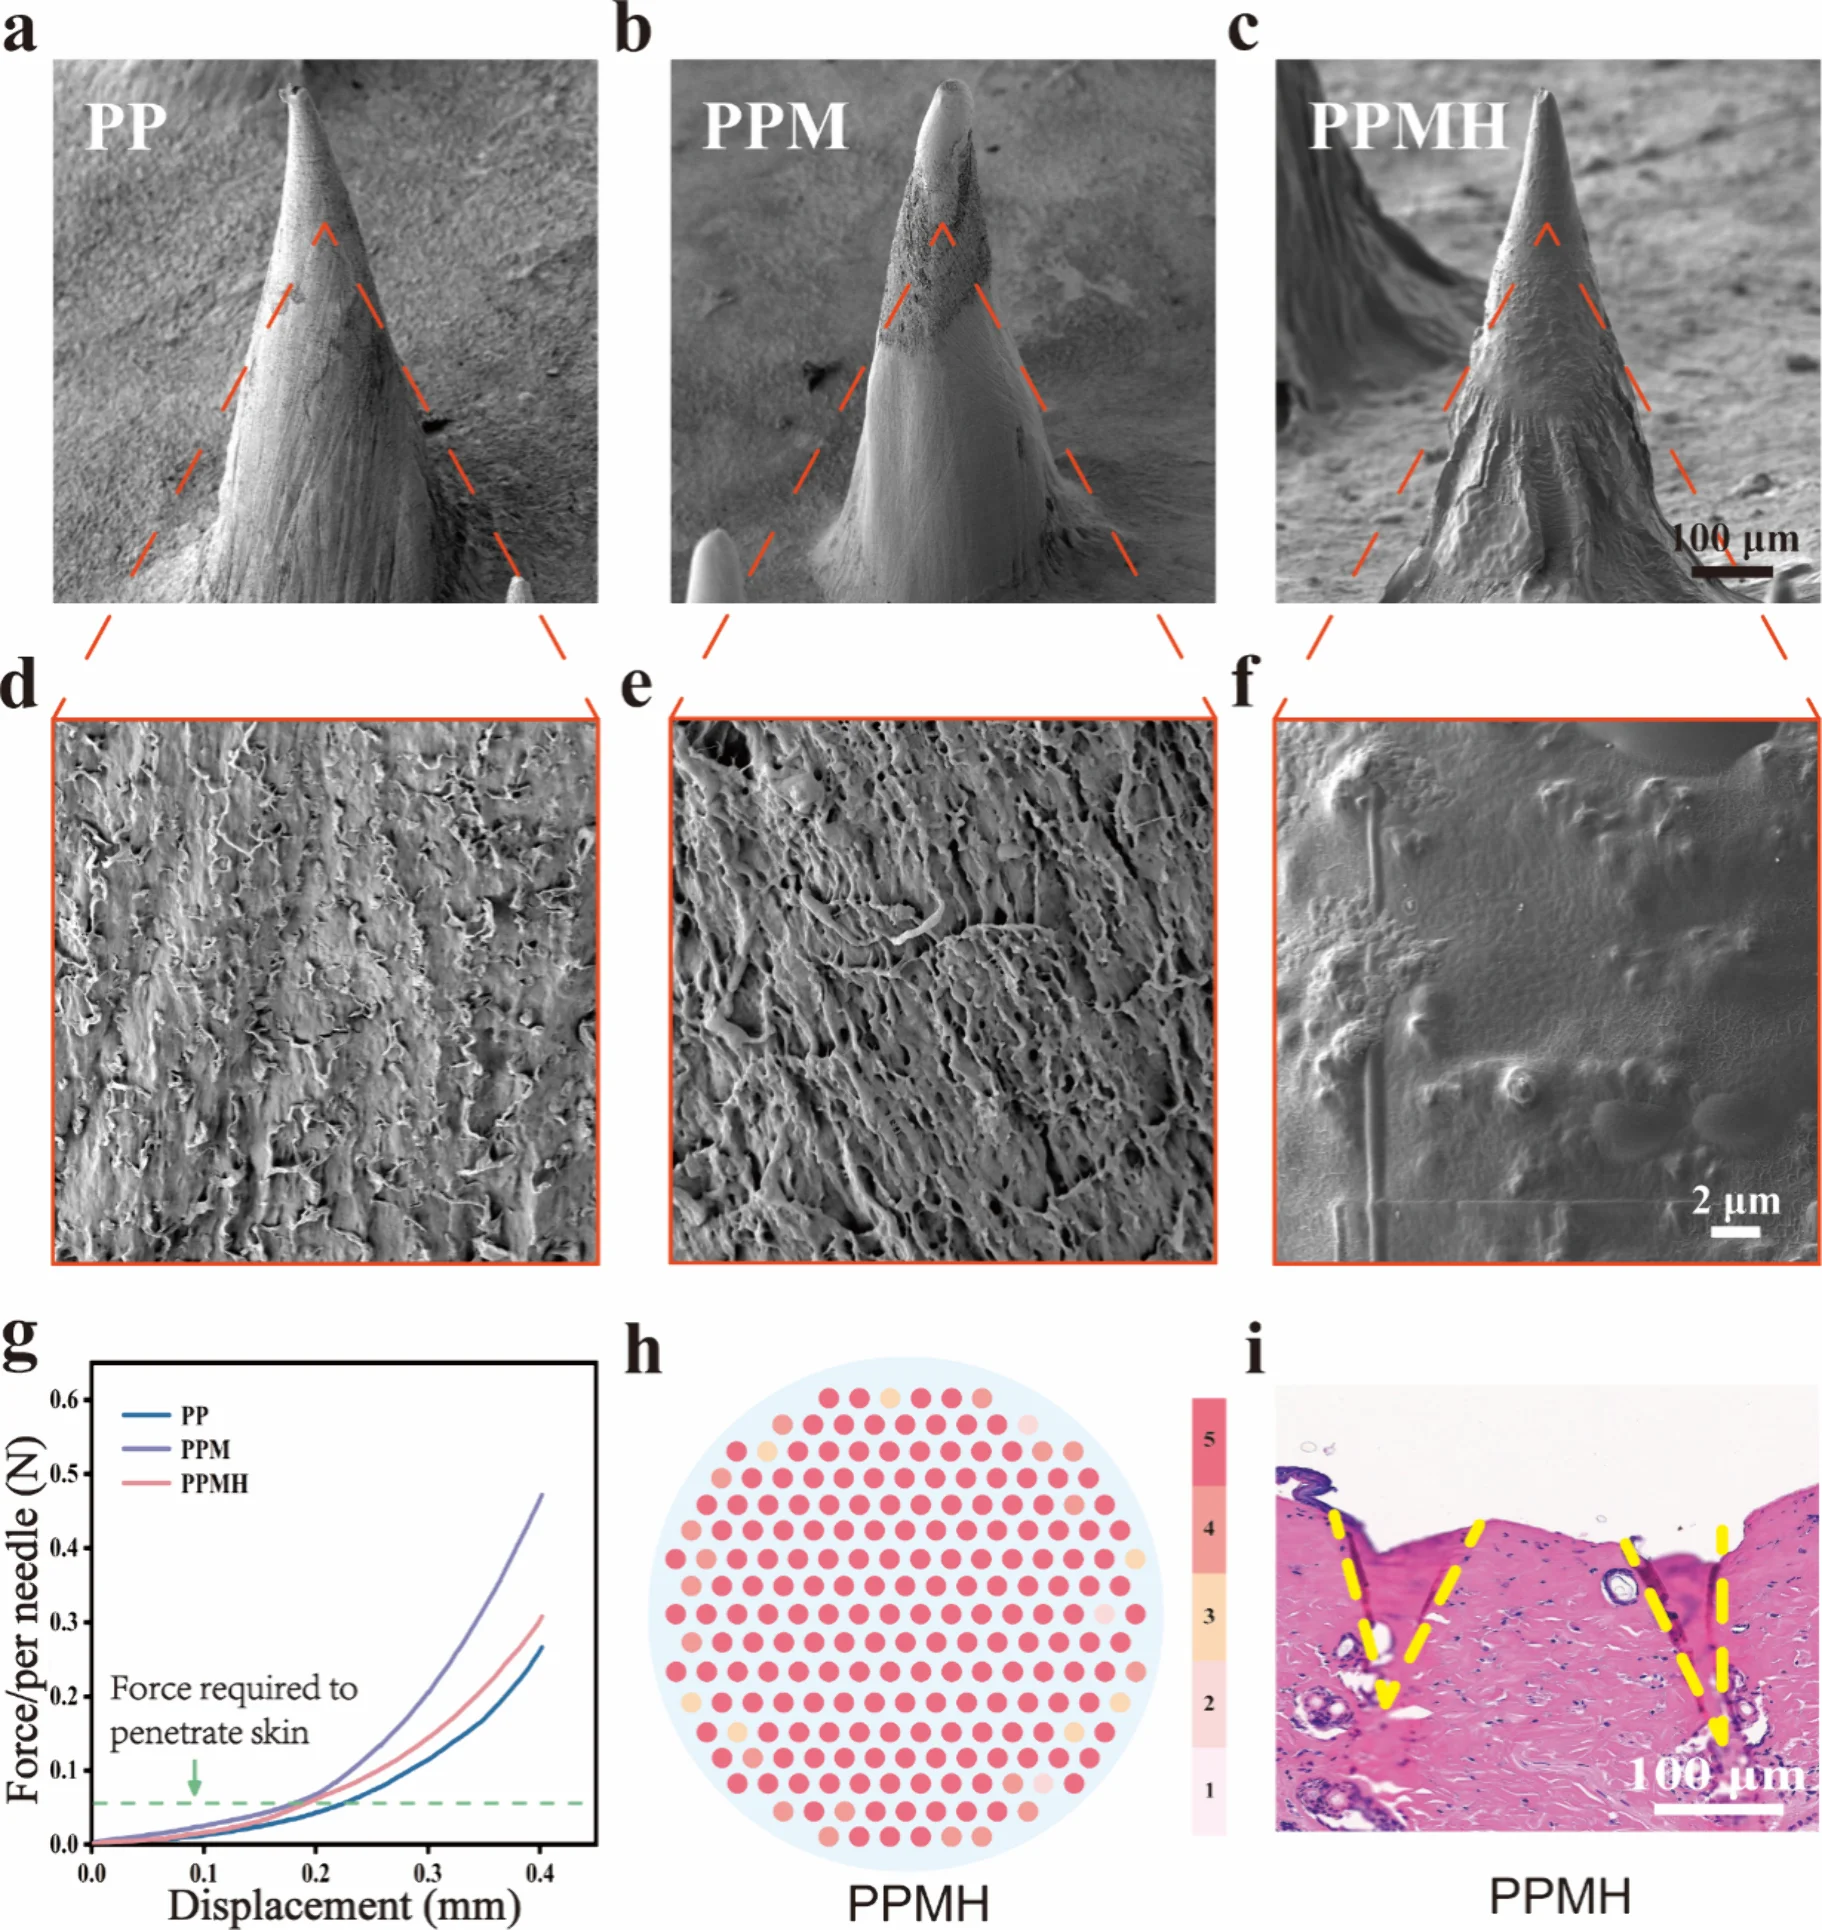 a
b
c
PP
PPM
PPMH
100 μm
d
e
f
2 μm
g
h
i
0.6
0.5
0.4
0.3
0.2
0.1
0.0
PP
PPM
PPMH
Force required to
penetrate skin
Force/per needle (N)
0.0
0.1
0.2
0.3
0.4
Displacement (mm)
5
4
3
2
1
PPMH
100 μm
PPMH